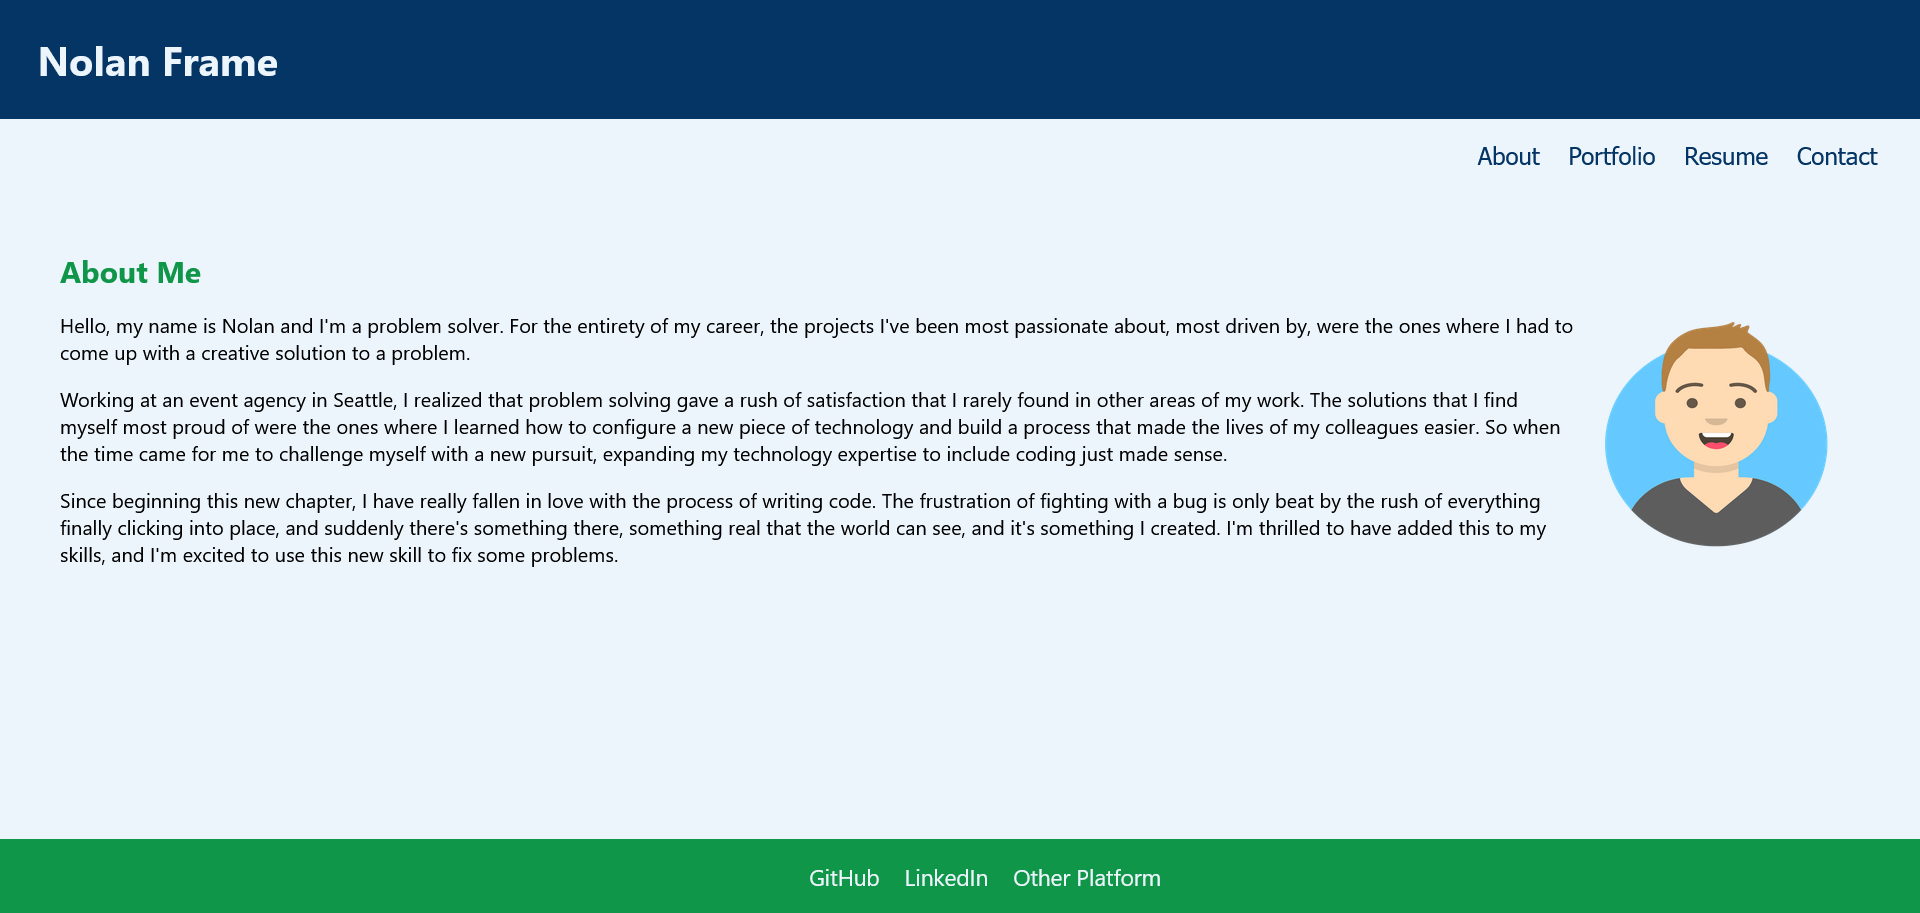 Nolan Frame
About Portfolio Resume Contact
About Me
Hello, my name is Nolan and I'm a problem solver. For the entirety of my career, the projects I've been most passionate about, most driven by, were the ones where I had to
come up with a creative solution to a problem.
Working at an event agency in Seattle, I realized that problem solving gave a rush of satisfaction that I rarely found in other areas of my work. The solutions that I find
myself most proud of were the ones where I learned how to configure a new piece of technology and build a process that made the lives of my colleagues easier. So when
the time came for me to challenge myself with a new pursuit, expanding my technology expertise to include coding just made sense.
Since beginning this new chapter, I have really fallen in love with the process of writing code. The frustration of fighting with a bug is only beat by the rush of everything
finally clicking into place, and suddenly there's something there, something real that the world can see, and it's something I created. I'm thrilled to have added this to my
skills, and I'm excited to use this new skill to fix some problems.
GitHub LinkedIn Other Platform